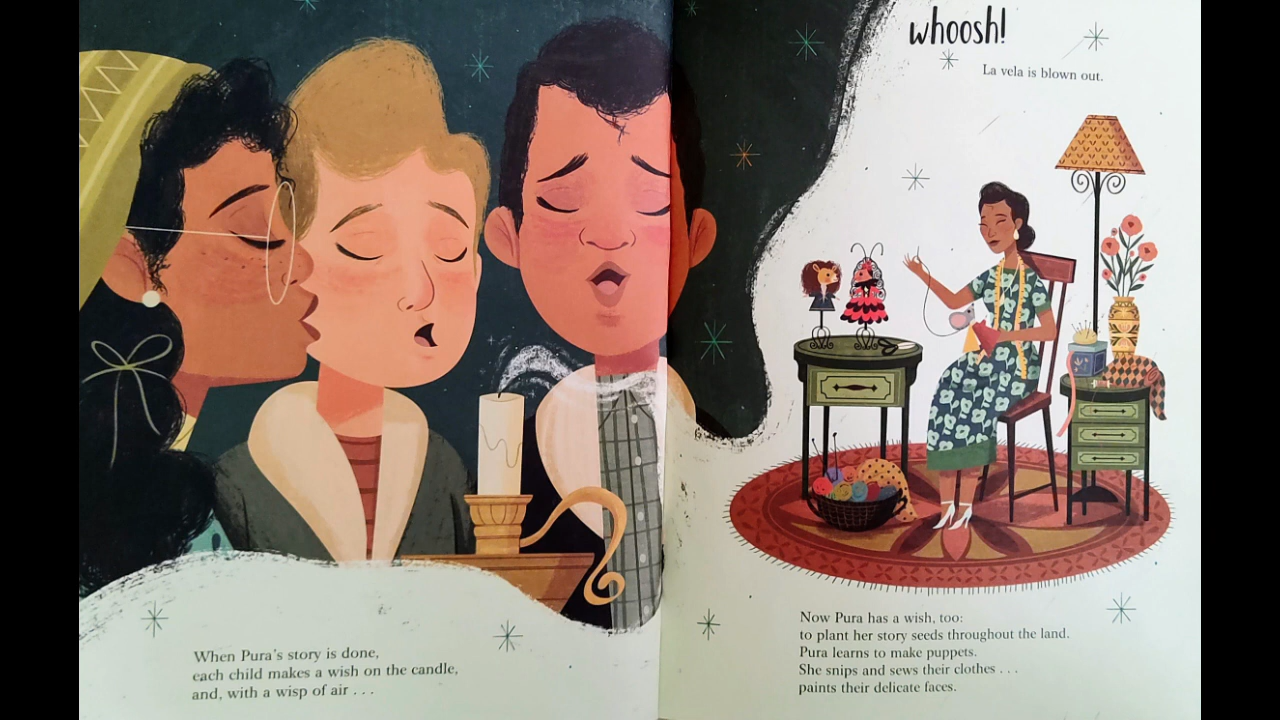 When Pura's story is done,
each child makes a wish on the candle,
and, with a wisp of air . . .
whoosh!
La vela is blown out.
Now Pura has a wish, too:
to plant her story seeds throughout the land.
Pura learns to make puppets.
She snips and sews their clothes . . .
paints their delicate faces.